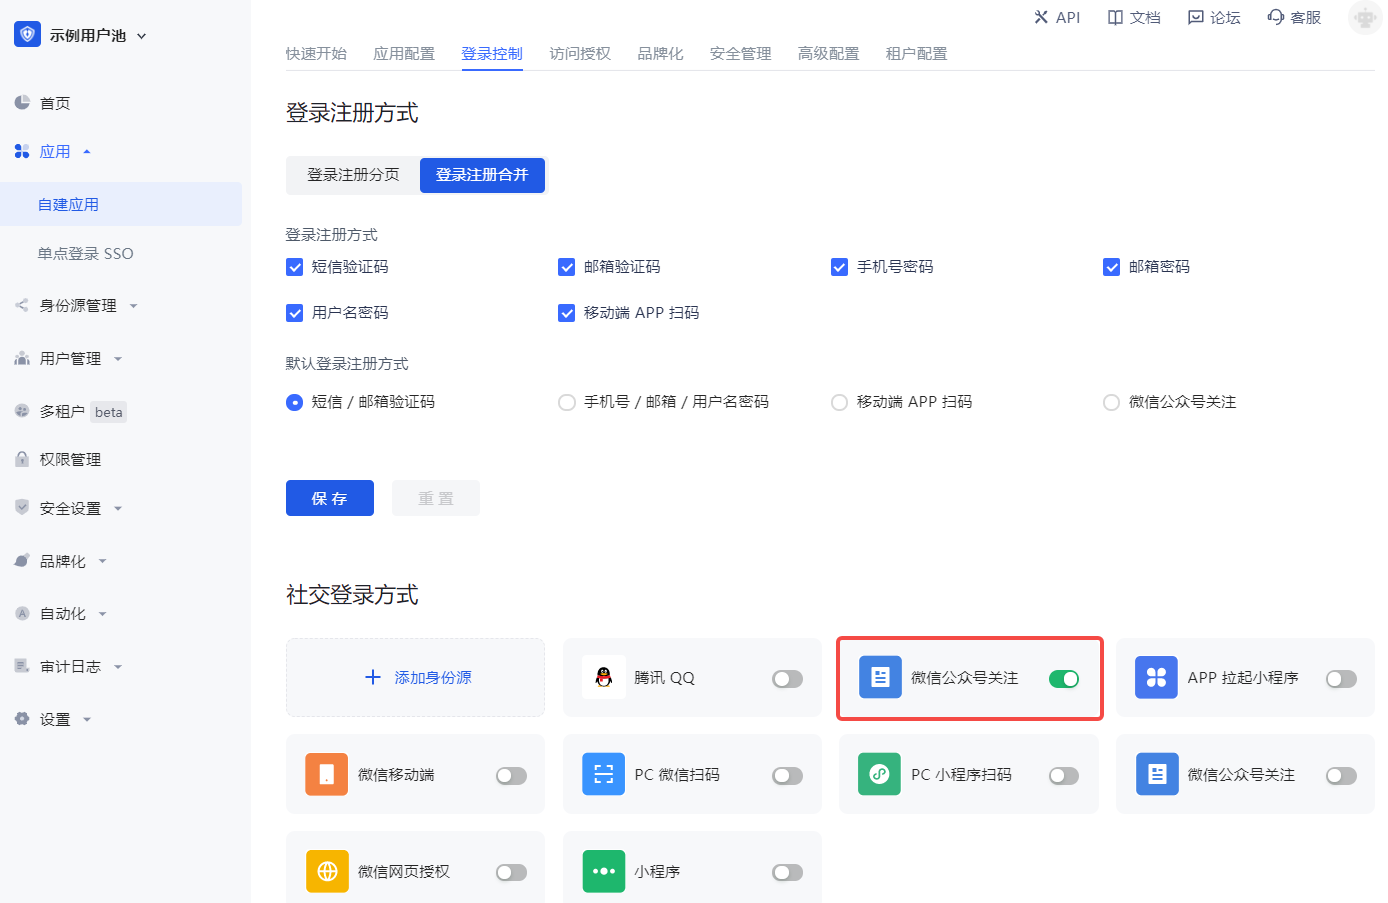 示例用户池
API
文档
论坛
客服
快速开始
应用配置
登录控制
访问授权
品牌化
安全管理
高级配置
租户配置
首页
应用
自建应用
单点登录 SSO
身份源管理
用户管理
多租户 beta
权限管理
安全设置
品牌化
自动化
审计日志
设置
登录注册方式
登录注册分页
登录注册合并
登录注册方式
短信验证码
邮箱验证码
手机号密码
邮箱密码
用户名密码
移动端 APP 扫码
默认登录注册方式
短信 / 邮箱验证码
手机号 / 邮箱 / 用户名密码
移动端 APP 扫码
微信公众号关注
保 存
重 置
社交登录方式
添加身份源
腾讯 QQ
微信公众号关注
APP 拉起小程序
微信移动端
PC 微信扫码
PC 小程序扫码
微信公众号关注
微信网页授权
小程序